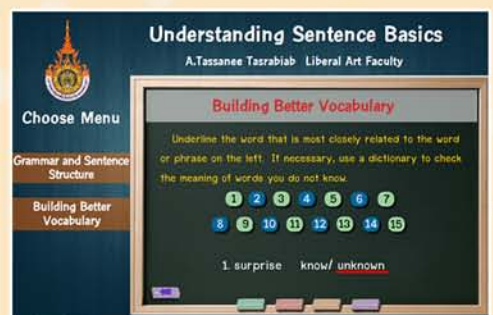 Understanding Sentence Basics
A.Tassanee Tasrabiab Liberal Art Faculty
Choose Menu
Grammar and Sentence
Structure
Building Better
Vocabulary
Building Better Vocabulary
Underline the word that is most closely related to the word
or phrase on the left. If necessary, use a dictionary to check
the meaning of words you do not know.
1 2 3 4 5 6 7
8 9 10 11 12 13 14 15
1. surprise know/ unknown